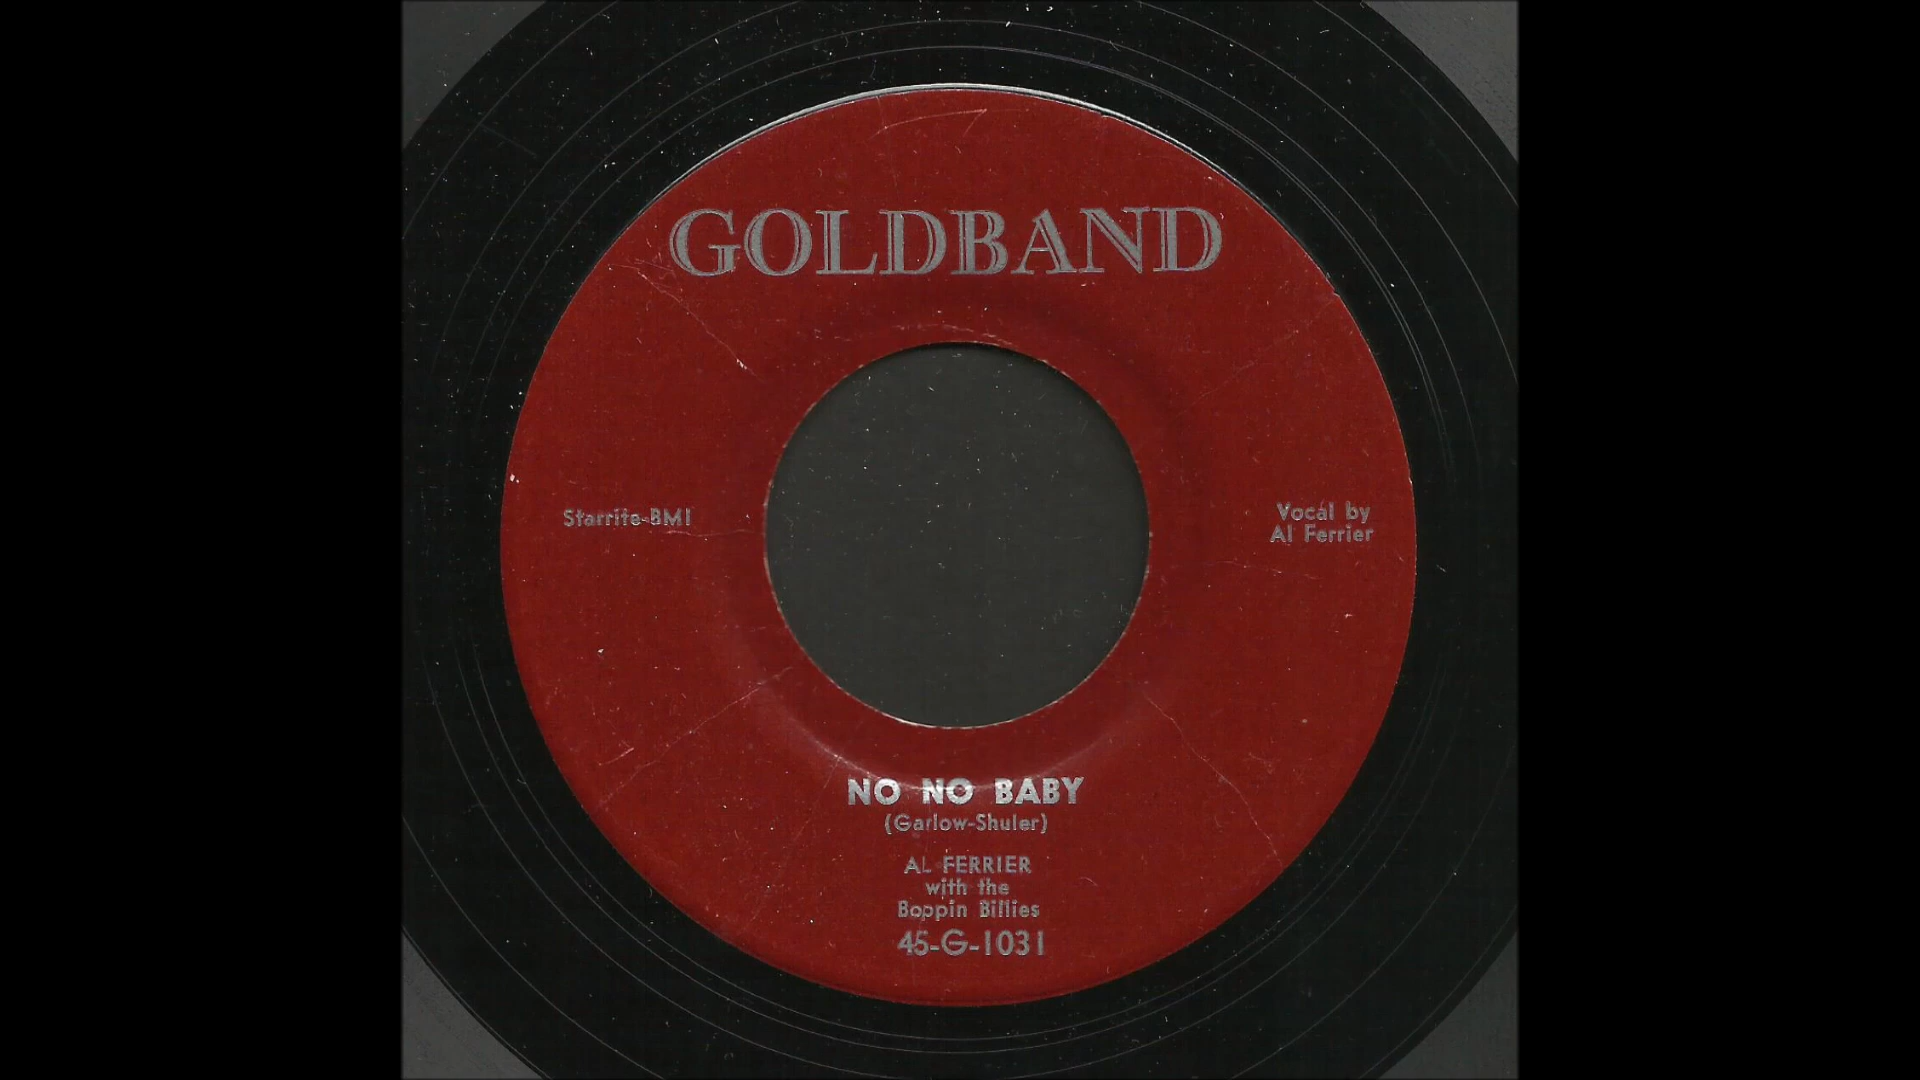 GOLDBAND
Starrite-BMI
Vocal by
Al Ferrier
NO NO BABY
(Garlow-Shuler)
AL FERRIER
with the
Boppin Billies
45-G-1031